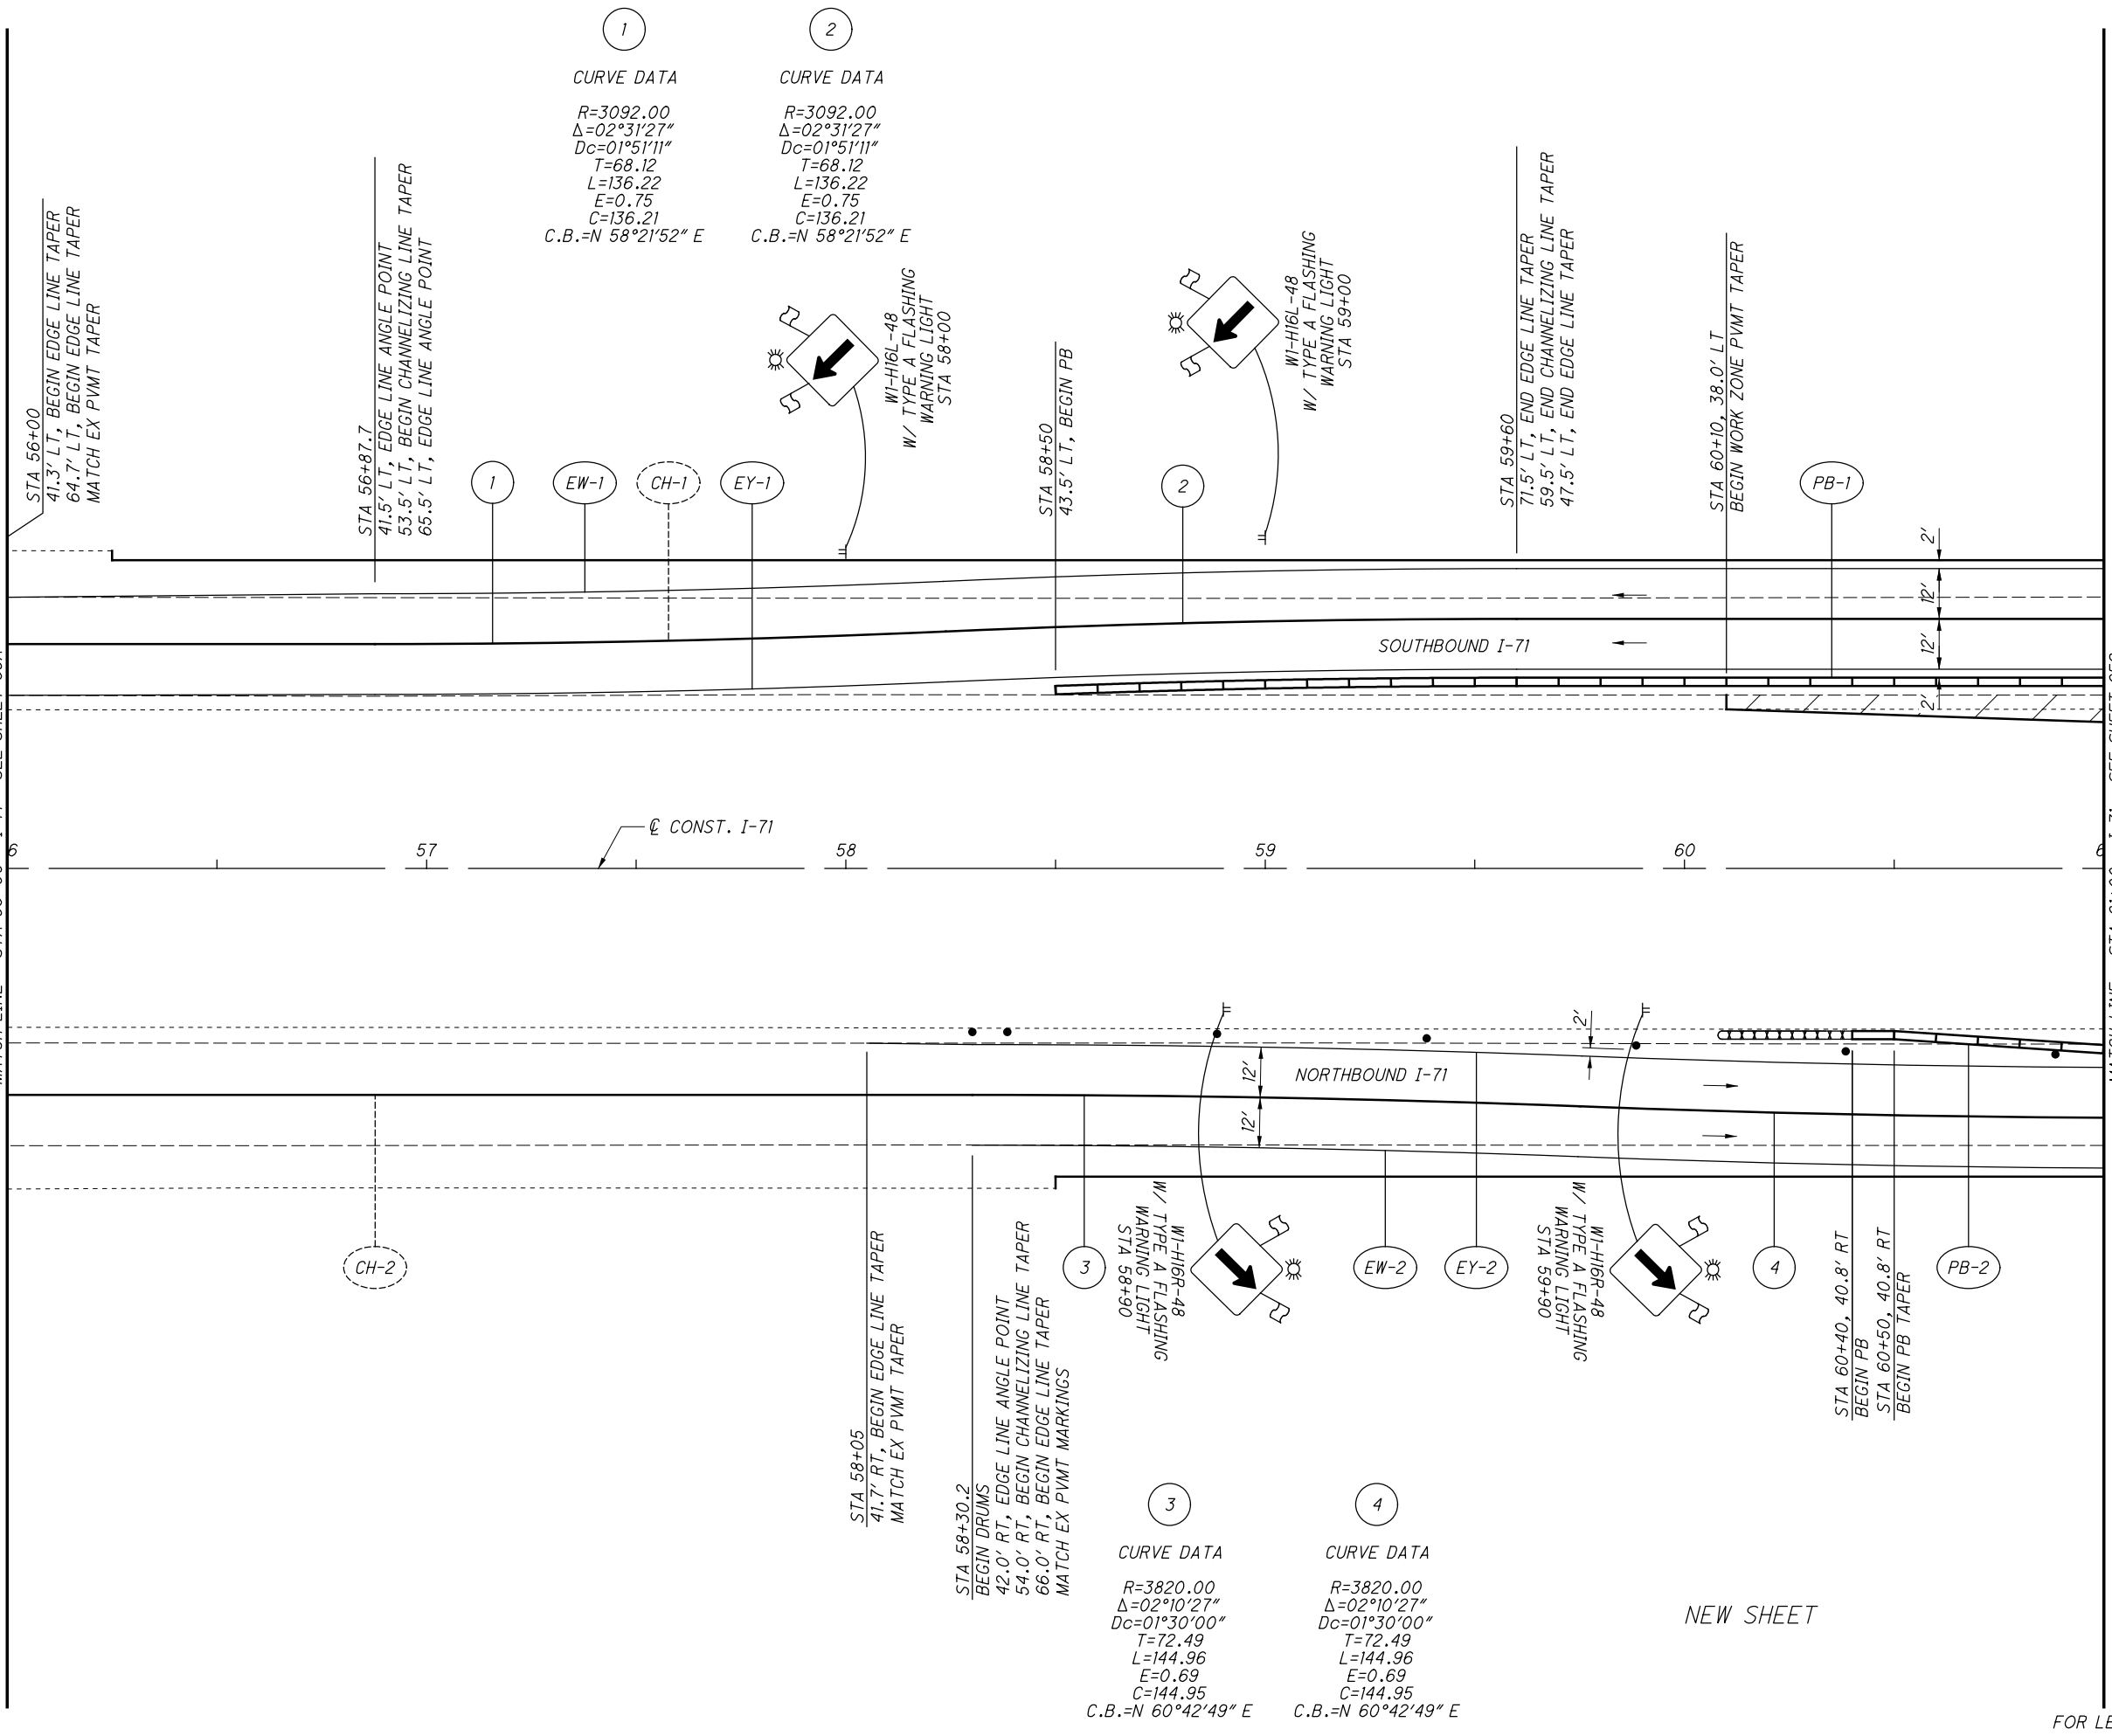 1
CURVE DATA
R=3092.00
Δ=02°31'27"
Dc=01°51'11"
T=68.12
L=136.22
E=0.75
C=136.21
C.B.=N 58°21'52" E
2
CURVE DATA
R=3092.00
Δ=02°31'27"
Dc=01°51'11"
T=68.12
L=136.22
E=0.75
C=136.21
C.B.=N 58°21'52" E
STA 56+00
41.3' LT, BEGIN EDGE LINE TAPER
64.7' LT, BEGIN EDGE LINE TAPER
MATCH EX PVMT TAPER
STA 56+87.7
41.5' LT, EDGE LINE ANGLE POINT
53.5' LT, BEGIN CHANNELIZING LINE TAPER
65.5' LT, EDGE LINE ANGLE POINT
1
EW-1
CH-1
EY-1
W1-H16L-48
W/ TYPE A FLASHING
WARNING LIGHT
STA 58+00
STA 58+50
43.5' LT, BEGIN PB
2
W1-H16L-48
W/ TYPE A FLASHING
WARNING LIGHT
STA 59+00
STA 59+60
71.5' LT, END EDGE LINE TAPER
59.5' LT, END CHANNELIZING LINE TAPER
47.5' LT, END EDGE LINE TAPER
STA 60+10, 38.0' LT
BEGIN WORK ZONE PVMT TAPER
PB-1
2'
12'
12'
2'
SOUTHBOUND I-71
℄ CONST. I-71
6
57
58
59
60
6
2'
12'
12'
NORTHBOUND I-71
CH-2
STA 58+05
41.7' RT, BEGIN EDGE LINE TAPER
MATCH EX PVMT TAPER
STA 58+30.2
BEGIN DRUMS
42.0' RT, EDGE LINE ANGLE POINT
54.0' RT, BEGIN CHANNELIZING LINE TAPER
66.0' RT, BEGIN EDGE LINE TAPER
MATCH EX PVMT MARKINGS
3
W1-H16R-48
W/ TYPE A FLASHING
WARNING LIGHT
STA 58+90
EW-2
EY-2
W1-H16R-48
W/ TYPE A FLASHING
WARNING LIGHT
STA 59+90
4
STA 60+40, 40.8' RT
BEGIN PB
STA 60+50, 40.8' RT
BEGIN PB TAPER
PB-2
3
CURVE DATA
R=3820.00
Δ=02°10'27"
Dc=01°30'00"
T=72.49
L=144.96
E=0.69
C=144.95
C.B.=N 60°42'49" E
4
CURVE DATA
R=3820.00
Δ=02°10'27"
Dc=01°30'00"
T=72.49
L=144.96
E=0.69
C=144.95
C.B.=N 60°42'49" E
NEW SHEET
FOR LE